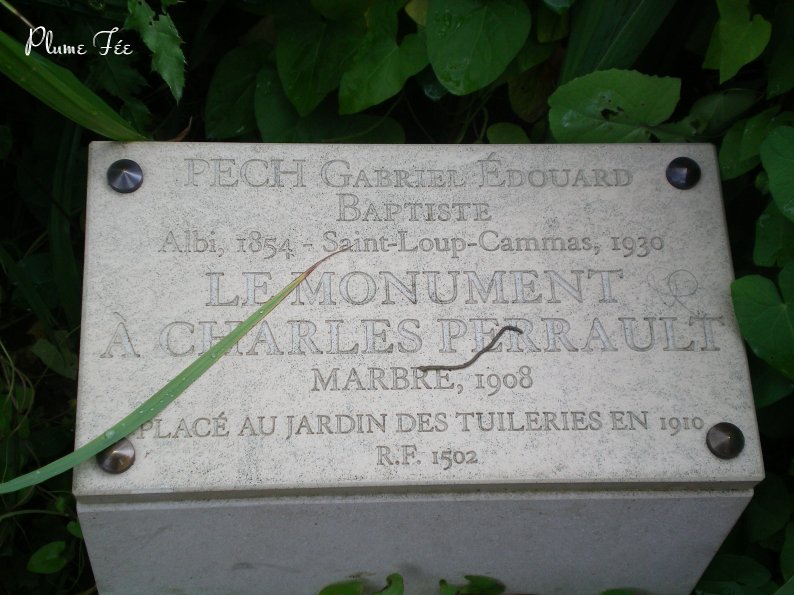 Plume Fée
PECH GABRIEL ÉDOUARD
BAPTISTE
Albi, 1854 - Saint-Loup-Cammas, 1930
LE MONUMENT
À CHARLES PERRAULT
MARBRE, 1908
PLACÉ AU JARDIN DES TUILERIES EN 1910
R.F. 1502